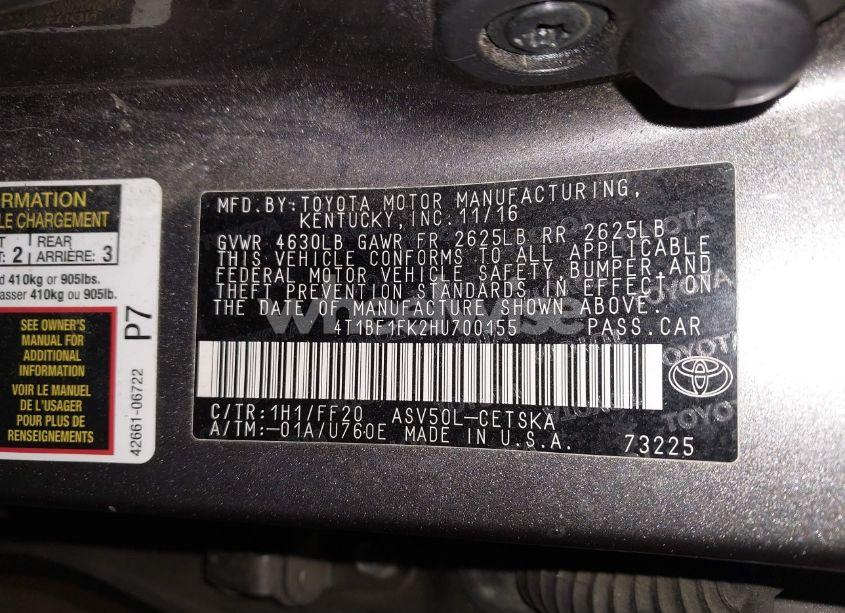 ORMATION
LE CHARGEMENT
T
: 2
REAR
ARRIÈRE: 3
d 410kg or 905lbs.
asser 410kg ou 905lb.
SEE OWNER'S
MANUAL FOR
ADDITIONAL
INFORMATION
VOIR LE MANUEL
DE L'USAGER
POUR PLUS DE
RENSEIGNEMENTS
P7
42661-06722
MFD.BY:TOYOTA MOTOR MANUFACTURING,
KENTUCKY,INC.11/16
GVWR 4630LB GAWR FR 2625LB RR 2625LB
THIS VEHICLE CONFORMS TO ALL APPLICABLE
FEDERAL MOTOR VEHICLE SAFETY,BUMPER,AND
THEFT PREVENTION STANDARDS IN EFFECT ON
THE DATE OF MANUFACTURE SHOWN ABOVE.
4T1BF1FK2HU700155 PASS.CAR
C/TR:1H1/FF20 ASV50L-CETSKA
A/TM:-01A/U760E MADE IN U.S.A. 73225
TOYOTA